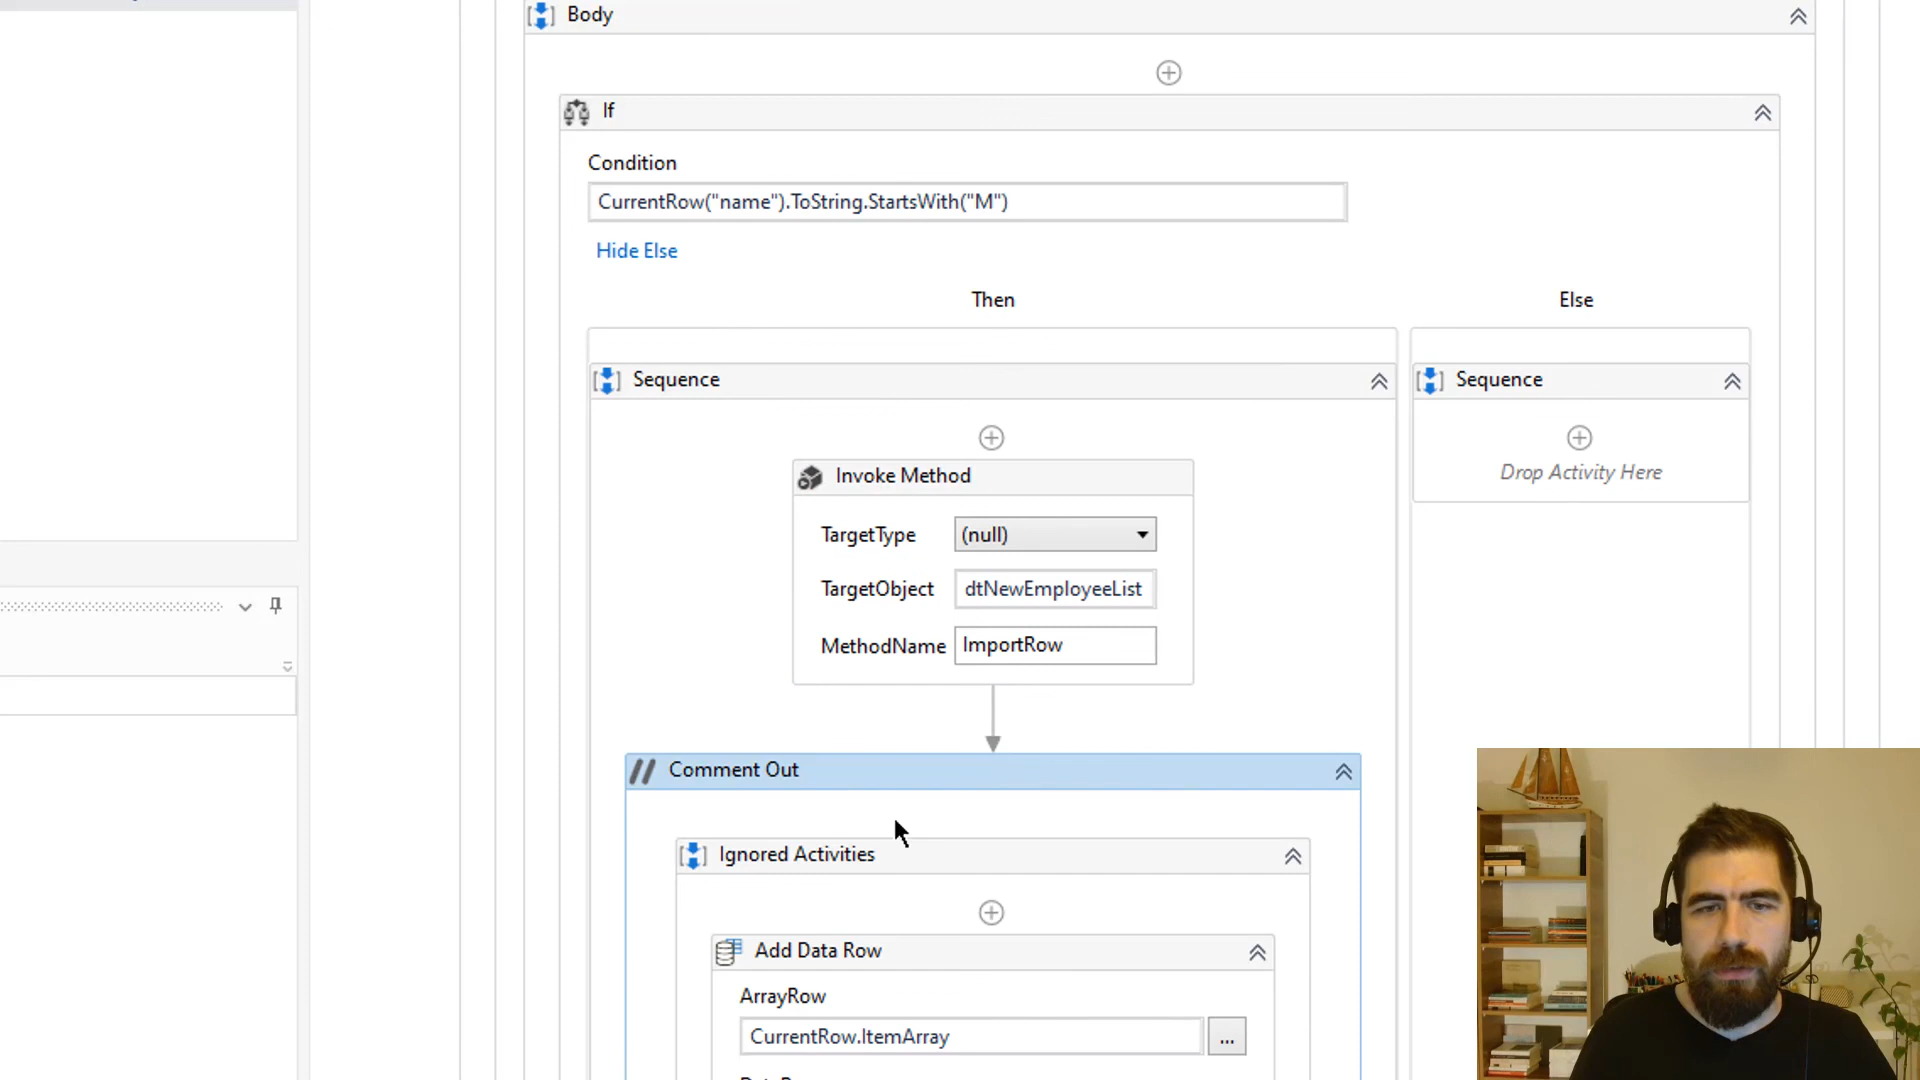 Body
If
Condition
CurrentRow("name").ToString.StartsWith("M")
Hide Else
Then
Else
Sequence
Sequence
Invoke Method
Drop Activity Here
TargetType
(null)
TargetObject
dtNewEmployeeList
MethodName
ImportRow
// Comment Out
Ignored Activities
Add Data Row
ArrayRow
CurrentRow.ItemArray
...